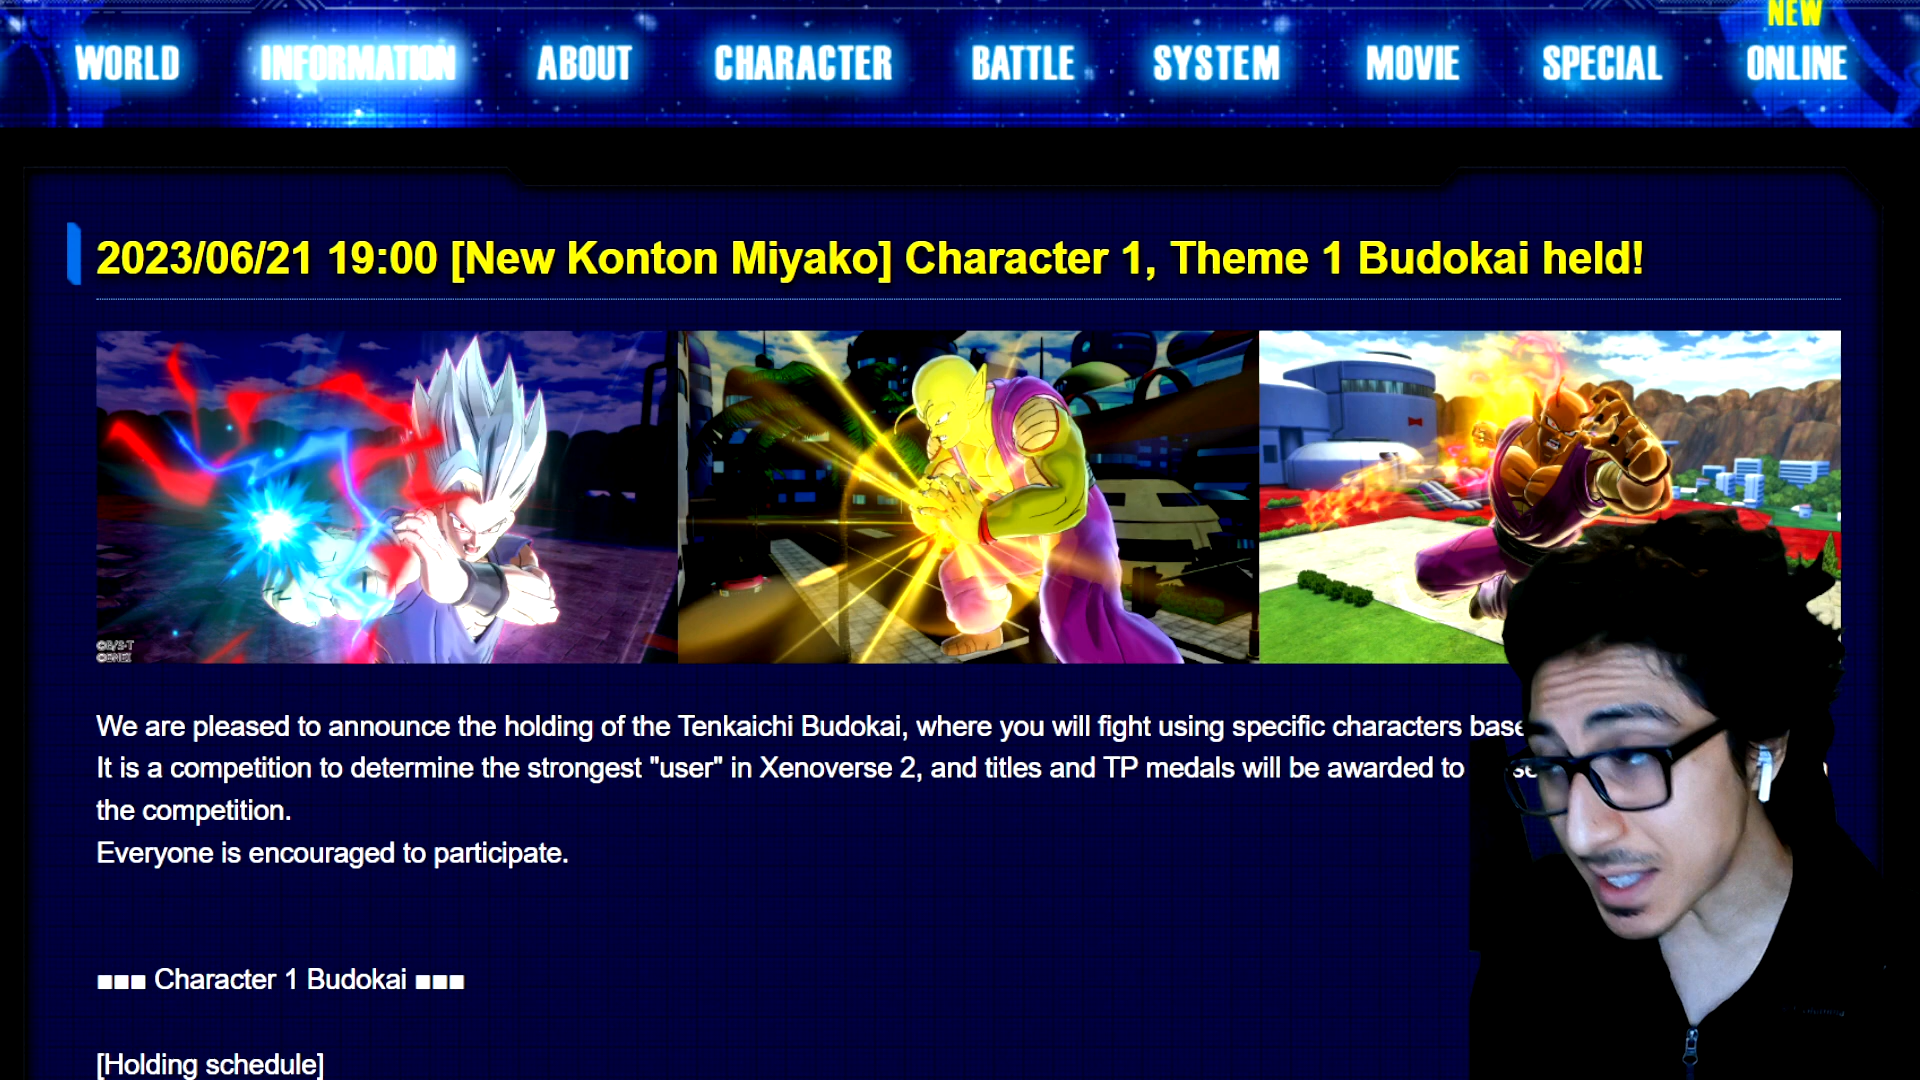 NEW
WORLD INFORMATION ABOUT CHARACTER BATTLE SYSTEM MOVIE SPECIAL ONLINE
2023/06/21 19:00 [New Konton Miyako] Character 1, Theme 1 Budokai held!
©B/S・T
©BNEI
We are pleased to announce the holding of the Tenkaichi Budokai, where you will fight using specific characters
It is a competition to determine the strongest "user" in Xenoverse 2, and titles and TP medals will be awarded to
the competition.
Everyone is encouraged to participate.
■■■ Character 1 Budokai ■■■
[Holding schedule]